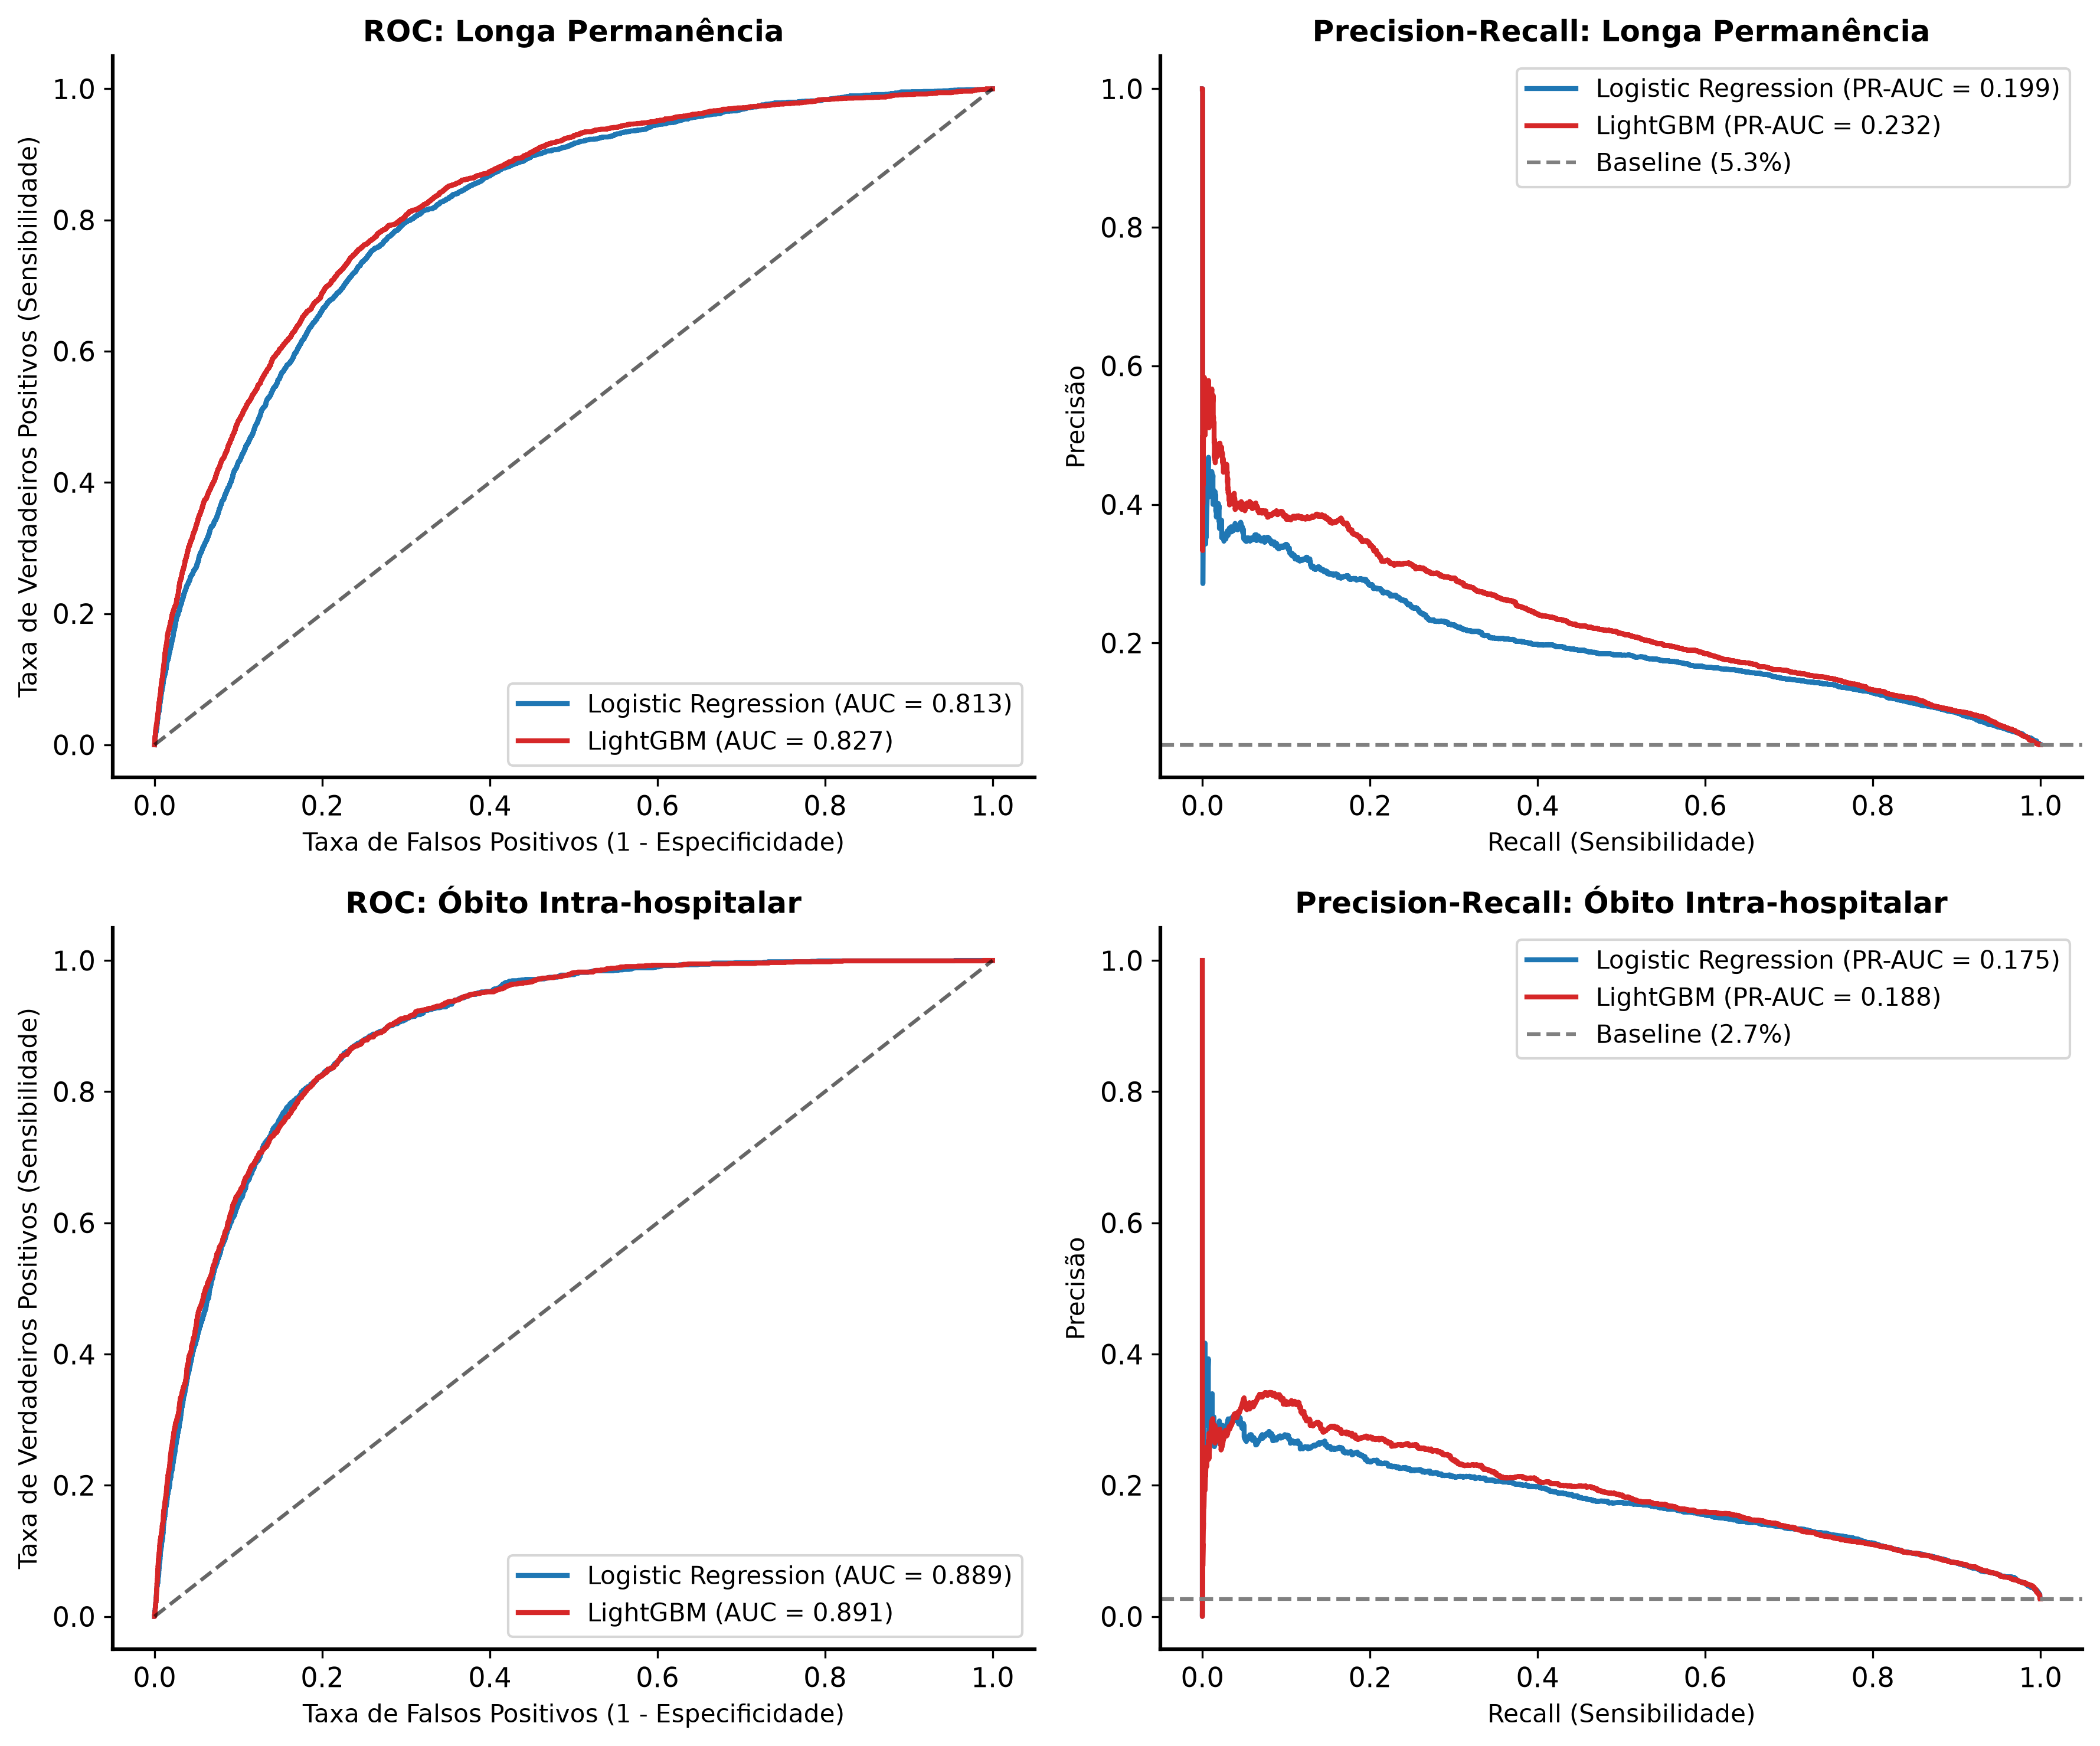 ROC: Longa Permanência
Taxa de Verdadeiros Positivos (Sensibilidade)
1.0
0.8
0.6
0.4
0.2
0.0
Logistic Regression (AUC = 0.813)
LightGBM (AUC = 0.827)
0.0 0.2 0.4 0.6 0.8 1.0
Taxa de Falsos Positivos (1 - Especificidade)
Precision-Recall: Longa Permanência
Precisão
1.0
0.8
0.6
0.4
0.2
Logistic Regression (PR-AUC = 0.199)
LightGBM (PR-AUC = 0.232)
Baseline (5.3%)
0.0 0.2 0.4 0.6 0.8 1.0
Recall (Sensibilidade)
ROC: Óbito Intra-hospitalar
Taxa de Verdadeiros Positivos (Sensibilidade)
1.0
0.8
0.6
0.4
0.2
0.0
Logistic Regression (AUC = 0.889)
LightGBM (AUC = 0.891)
0.0 0.2 0.4 0.6 0.8 1.0
Taxa de Falsos Positivos (1 - Especificidade)
Precision-Recall: Óbito Intra-hospitalar
Precisão
1.0
0.8
0.6
0.4
0.2
0.0
Logistic Regression (PR-AUC = 0.175)
LightGBM (PR-AUC = 0.188)
Baseline (2.7%)
0.0 0.2 0.4 0.6 0.8 1.0
Recall (Sensibilidade)